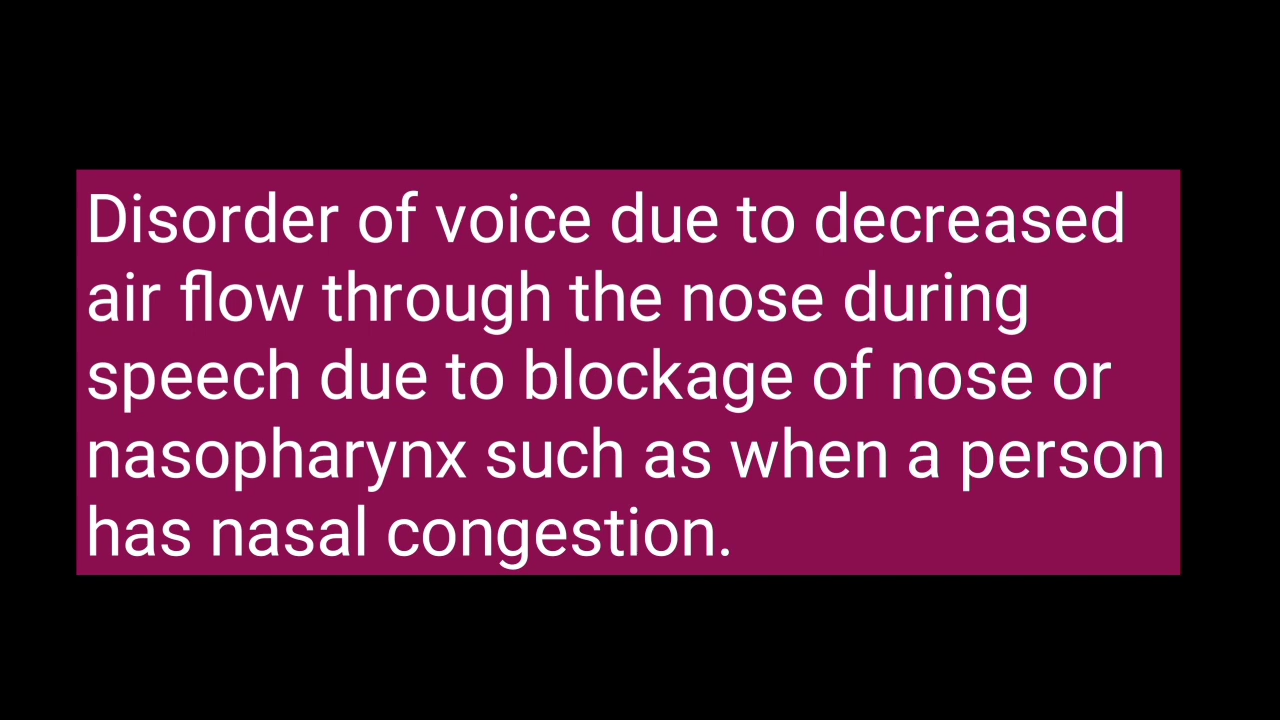 Disorder of voice due to decreased
air flow through the nose during
speech due to blockage of nose or
nasopharynx such as when a person
has nasal congestion.